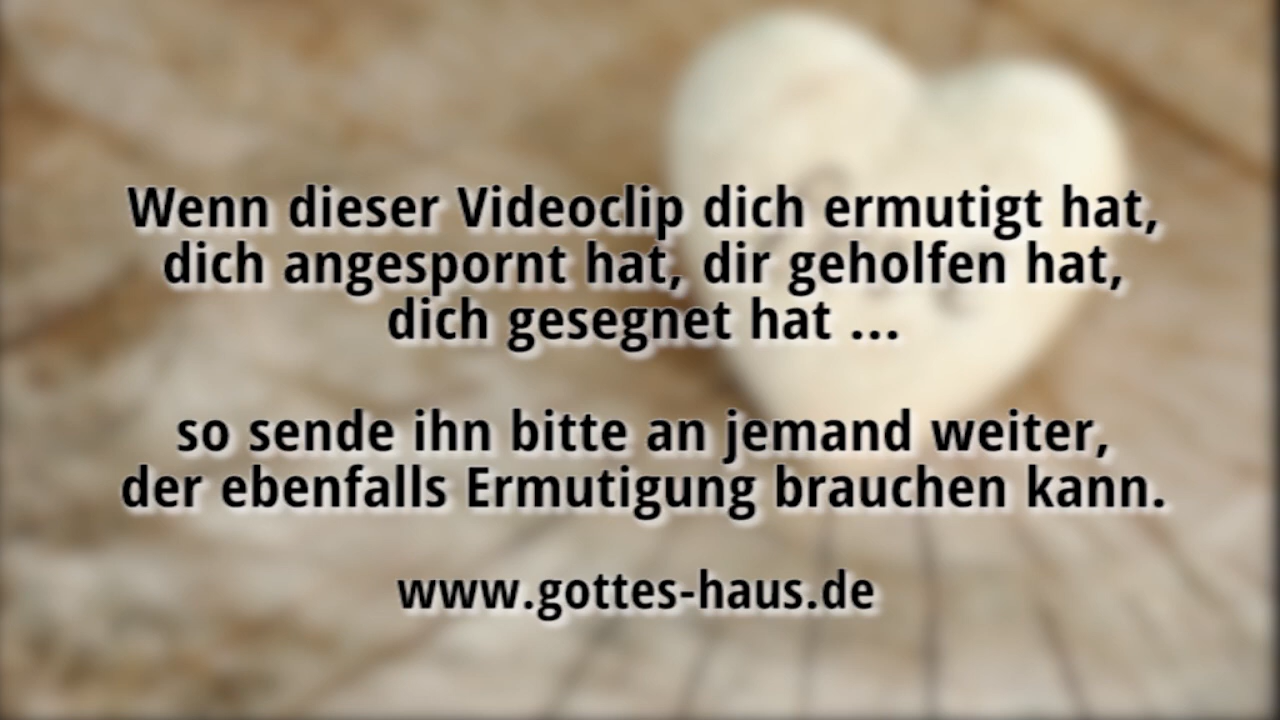 Wenn dieser Videoclip dich ermutigt hat,
dich angespornt hat, dir geholfen hat,
dich gesegnet hat ...
so sende ihn bitte an jemand weiter,
der ebenfalls Ermutigung brauchen kann.
www.gottes-haus.de